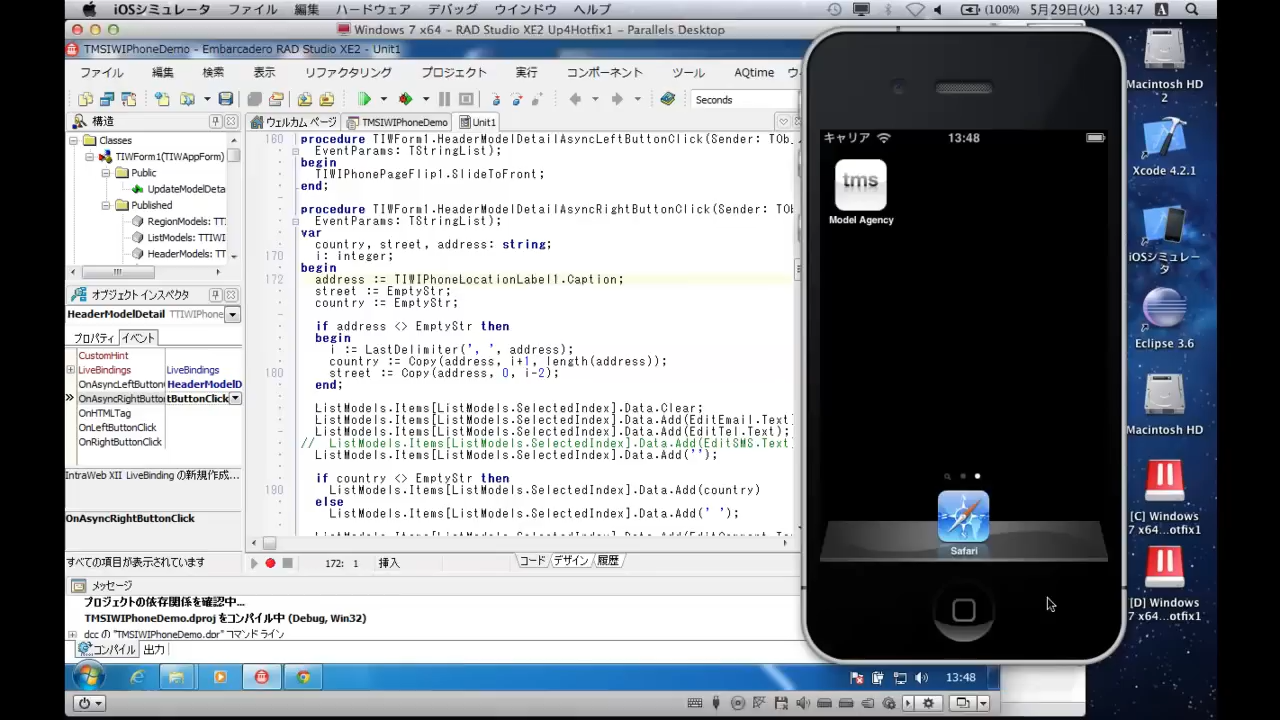 iOSシミュレータ ファイル 編集 ハードウェア デバッグ ウインドウ ヘルプ (100%) 5月29日(火) 13:47 A
Windows 7 x64 – RAD Studio XE2 Up4Hotfix1 – Parallels Desktop
TMSIWIPhoneDemo - Embarcadero RAD Studio XE2 - Unit1
ファイル 編集 検索 表示 リファクタリング プロジェクト 実行 コンポーネント ツール AQtime
Seconds
構造
ウェルカム ページ TMSIWIPhoneDemo Unit1
Classes
TIWForm1(TIWAppForm)
Public
UpdateModelDeta
Published
RegionModels: TTI
ListModels: TTIWI
HeaderModels: TT
オブジェクト インスペクタ
HeaderModelDetail TTIWIPhone
プロパティ イベント
CustomHint
LiveBindings LiveBindings
OnAsyncLeftButton HeaderModelD
OnAsyncRightButto tButtonClick
OnHTMLTag
OnLeftButtonClick
OnRightButtonClick
IntraWeb XII LiveBinding の新規作成...
OnAsyncRightButtonClick
すべての項目が表示されています
160 procedure TIWForm1.HeaderModelDetailAsyncLeftButtonClick(Sender: TObj
EventParams: TStringList);
begin
TIWIPhonePageFlip1.SlideToFront;
end;
procedure TIWForm1.HeaderModelDetailAsyncRightButtonClick(Sender: TOb
EventParams: TStringList);
var
country, street, address: string;
170 i: integer;
begin
172 address := TIWIPhoneLocationLabel1.Caption;
street := EmptyStr;
country := EmptyStr;
if address <> EmptyStr then
begin
i := LastDelimiter(', ', address);
country := Copy(address, i+1, length(address));
180 street := Copy(address, 0, i-2);
end;
ListModels.Items[ListModels.SelectedIndex].Data.Clear;
ListModels.Items[ListModels.SelectedIndex].Data.Add(EditEmail.Text)
ListModels.Items[ListModels.SelectedIndex].Data.Add(EditTel.Text);
// ListModels.Items[ListModels.SelectedIndex].Data.Add(EditSMS.Text
ListModels.Items[ListModels.SelectedIndex].Data.Add('');
if country <> EmptyStr then
190 ListModels.Items[ListModels.SelectedIndex].Data.Add(country)
else
ListModels.Items[ListModels.SelectedIndex].Data.Add(' ');
172: 1 挿入 コード デザイン 履歴
メッセージ
プロジェクトの依存関係を確認中...
TMSIWIPhoneDemo.dproj をコンパイル中 (Debug, Win32)
dcc の "TMSIWIPhoneDemo.dpr" コマンド ライン
コンパイル 出力
13:48
キャリア 13:48
tms
Model Agency
Safari
Macintosh HD
2
Xcode 4.2.1
iOSシミュレー
タ
Eclipse 3.6
Macintosh HD
[C] Windows
7 x64...otfix1
[D] Windows
7 x64...otfix1